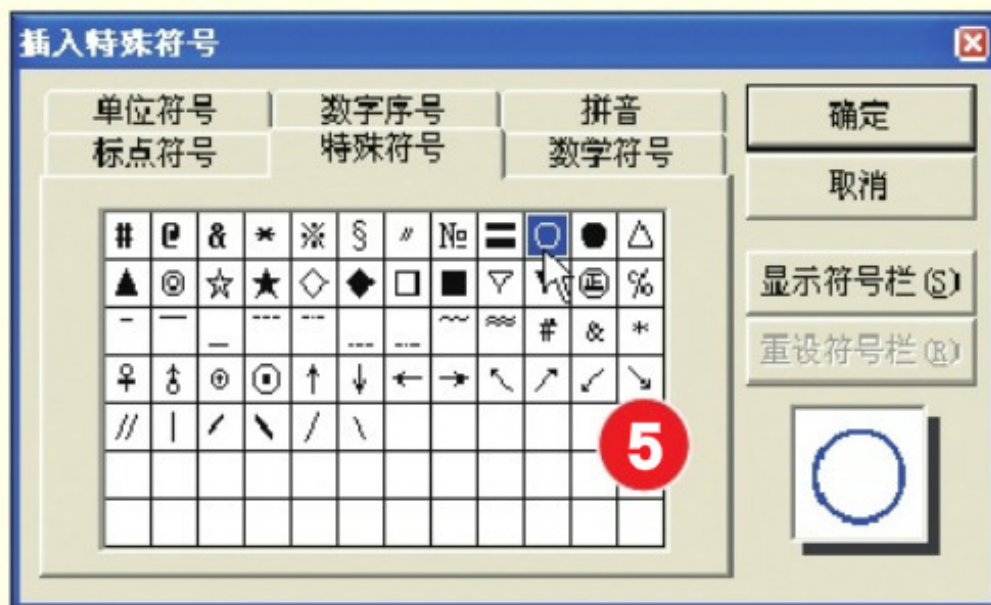 插入特殊符号
单位符号 数字序号 拼音
标点符号 特殊符号 数学符号
确定
取消
显示符号栏(S)
重设符号栏(R)
# @ & * ※ § 〃 № 〓 ○ ● △
▲ ◎ ☆ ★ ◇ ◆ □ ■ ▽ ㊣ ℅
ˉ ̄ _ ﹉ ﹊ ﹍ ﹎ ﹋ ﹌ ﹟ ﹠ ﹡
♀ ♂ ⊕ ⊙ ↑ ↓ ← → ↖ ↗ ↙ ↘
∥ ∣ / \ ∕ ﹨
5
○